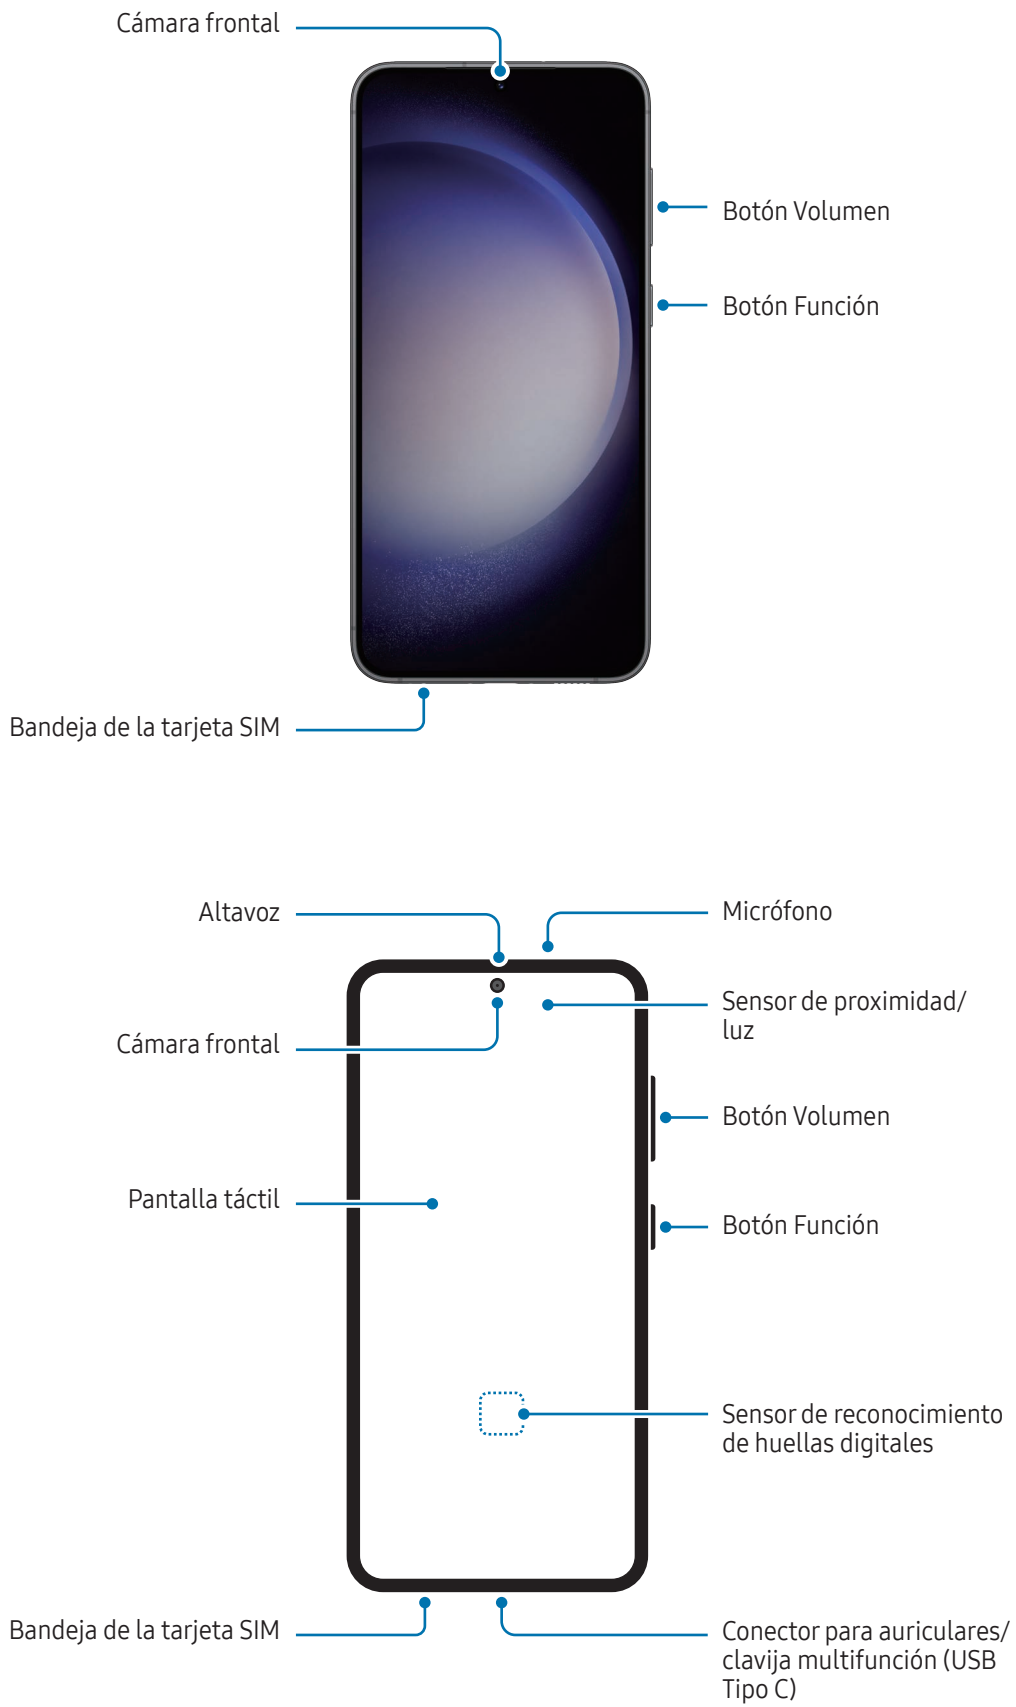 Cámara frontal
Botón Volumen
Botón Función
Bandeja de la tarjeta SIM
Altavoz
Micrófono
Sensor de proximidad/
luz
Cámara frontal
Botón Volumen
Pantalla táctil
Botón Función
Sensor de reconocimiento
de huellas digitales
Bandeja de la tarjeta SIM
Conector para auriculares/
clavija multifunción (USB
Tipo C)